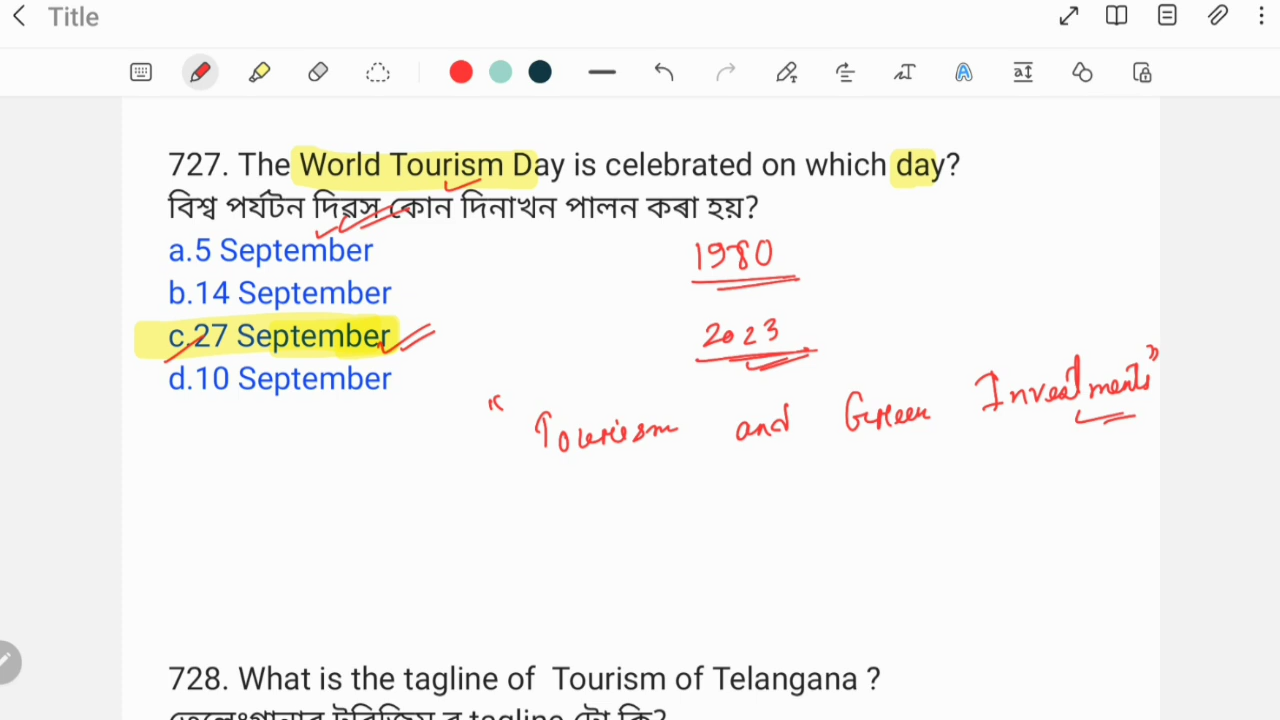 Title
727. The World Tourism Day is celebrated on which day?
বিশ্ব পৰ্যটন দিৱস কোন দিনাখন পালন কৰা হয়?
a.5 September
1980
b.14 September
c.27 September
2023
d.10 September
"Tourism and Green Investments"
728. What is the tagline of Tourism of Telangana ?
তেলেংগানাৰ টুৰিজিম ৰ tagline টো কি?